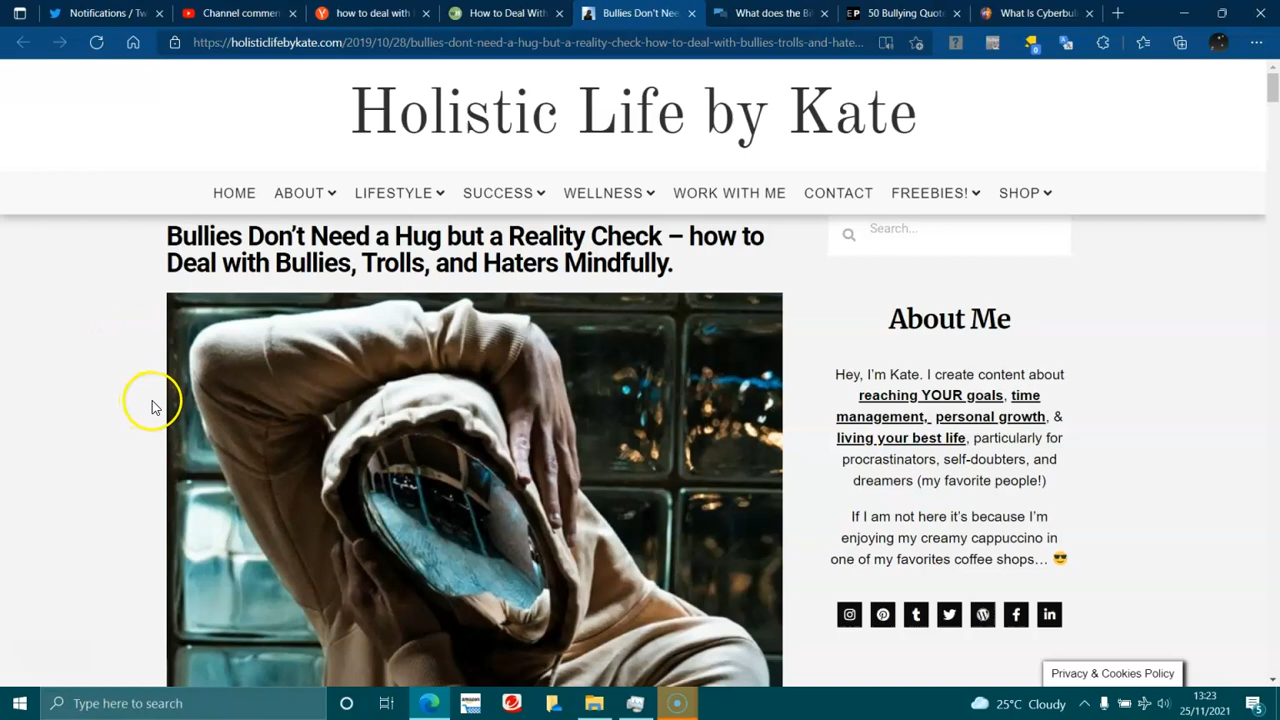 Notifications / Tw
Channel commen
how to deal with
How to Deal With
Bullies Don't Nee
What does the Bi
50 Bullying Quote
What Is Cyberbul
https://holisticlifebykate.com/2019/10/28/bullies-dont-need-a-hug-but-a-reality-check-how-to-deal-with-bullies-trolls-and-hate...
Holistic Life by Kate
HOME ABOUT LIFESTYLE SUCCESS WELLNESS WORK WITH ME CONTACT FREEBIES! SHOP
Bullies Don't Need a Hug but a Reality Check – how to
Deal with Bullies, Trolls, and Haters Mindfully.
Search...
About Me
Hey, I'm Kate. I create content about
reaching YOUR goals, time
management, personal growth, &
living your best life, particularly for
procrastinators, self-doubters, and
dreamers (my favorite people!)
If I am not here it's because I'm
enjoying my creamy cappuccino in
one of my favorites coffee shops… 😎
Privacy & Cookies Policy
Type here to search
25°C Cloudy
13:23
25/11/2021
5